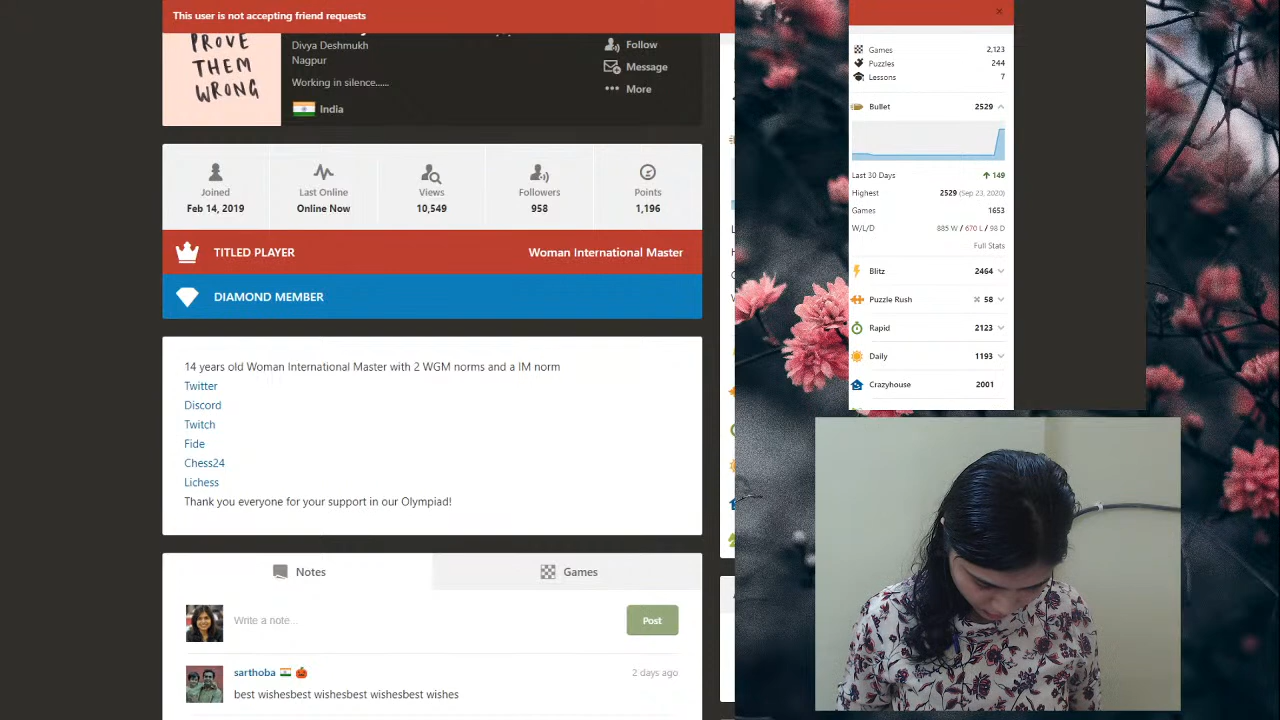 This user is not accepting friend requests
PROVE
THEM
WRONG
Divya Deshmukh
Nagpur
Working in silence......
India
Follow
Message
More
Joined
Feb 14, 2019
Last Online
Online Now
Views
10,549
Followers
958
Points
1,196
TITLED PLAYER
Woman International Master
DIAMOND MEMBER
14 years old Woman International Master with 2 WGM norms and a IM norm
Twitter
Discord
Twitch
Fide
Chess24
Lichess
Thank you everyone for your support in our Olympiad!
Notes
Games
Write a note...
Post
sarthoba
2 days ago
best wishesbest wishesbest wishesbest wishes
Games 2,123
Puzzles 244
Lessons 7
Bullet 2529
Last 30 Days 149
Highest 2529 (Sep 23, 2020)
Games 1653
W/L/D 885 W / 670 L / 98 D
Full Stats
Blitz 2464
Puzzle Rush 58
Rapid 2123
Daily 1193
Crazyhouse 2001